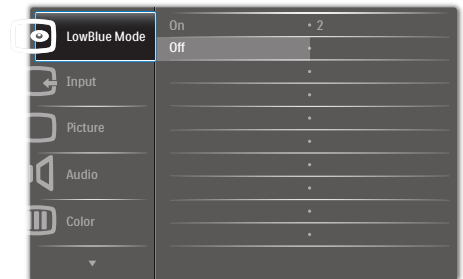 LowBlue Mode
On • 2
Off •
Input
Picture
Audio
Color